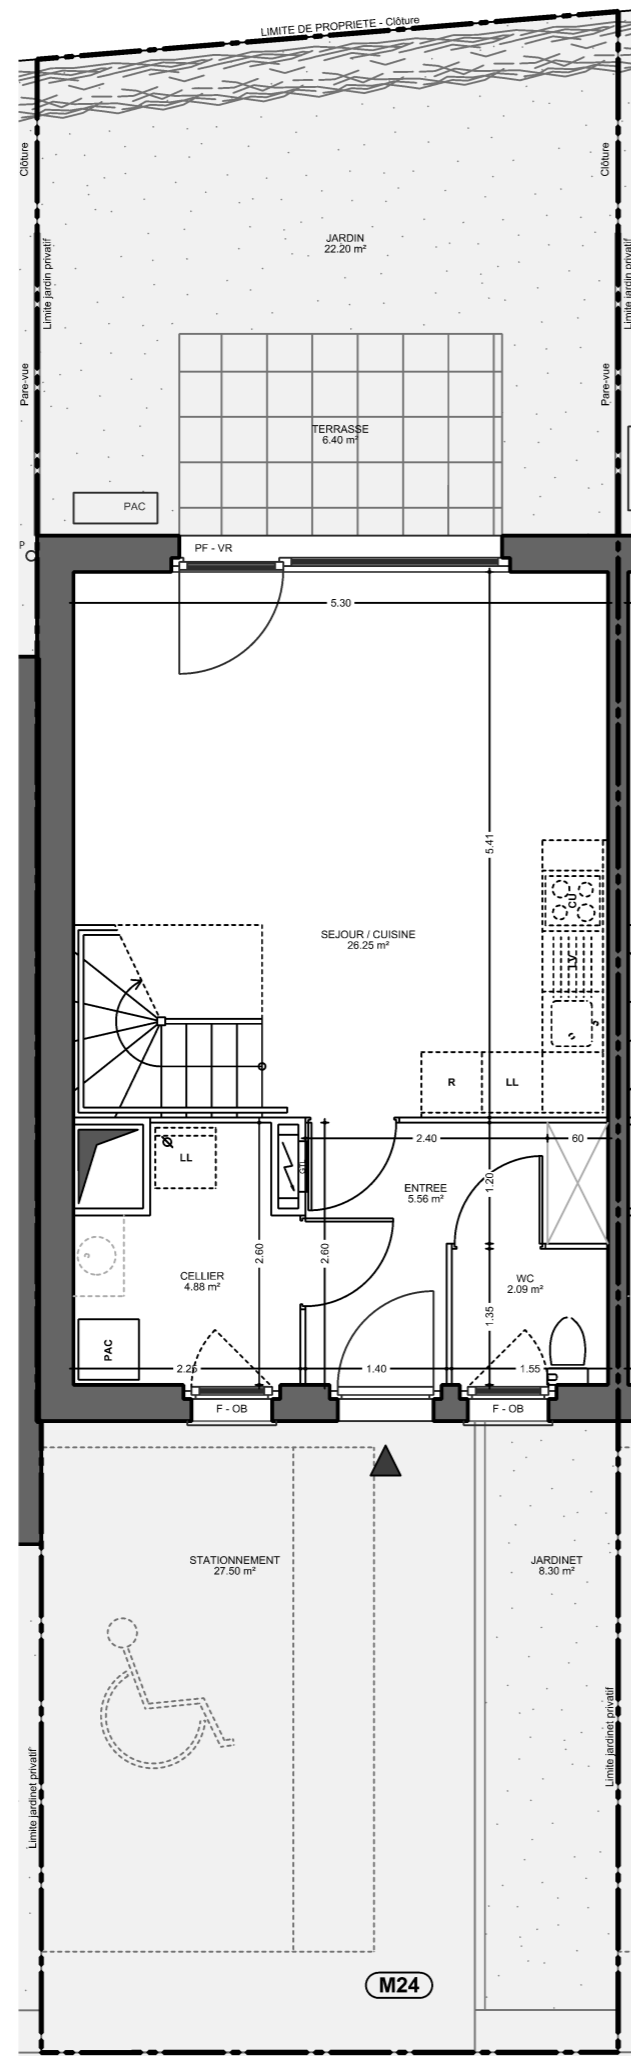 LIMITE DE PROPRIETE - Clôture
Clôture
Clôture
JARDIN
22.20 m²
Limite jardin privatif
Limite jardin privatif
Pare-vue
Pare-vue
TERRASSE
6.40 m²
PAC
P
PF - VR
5.30
5.41
CU
SEJOUR / CUISINE
26.25 m²
LV
R
LL
LL
GTL
2.40
60
ENTREE
5.56 m²
1.20
2.60
2.60
CELLIER
4.88 m²
WC
2.09 m²
1.35
PAC
2.25
1.40
1.55
F - OB
F - OB
STATIONNEMENT
27.50 m²
JARDINET
8.30 m²
Limite jardinet privatif
Limite jardinet privatif
M24